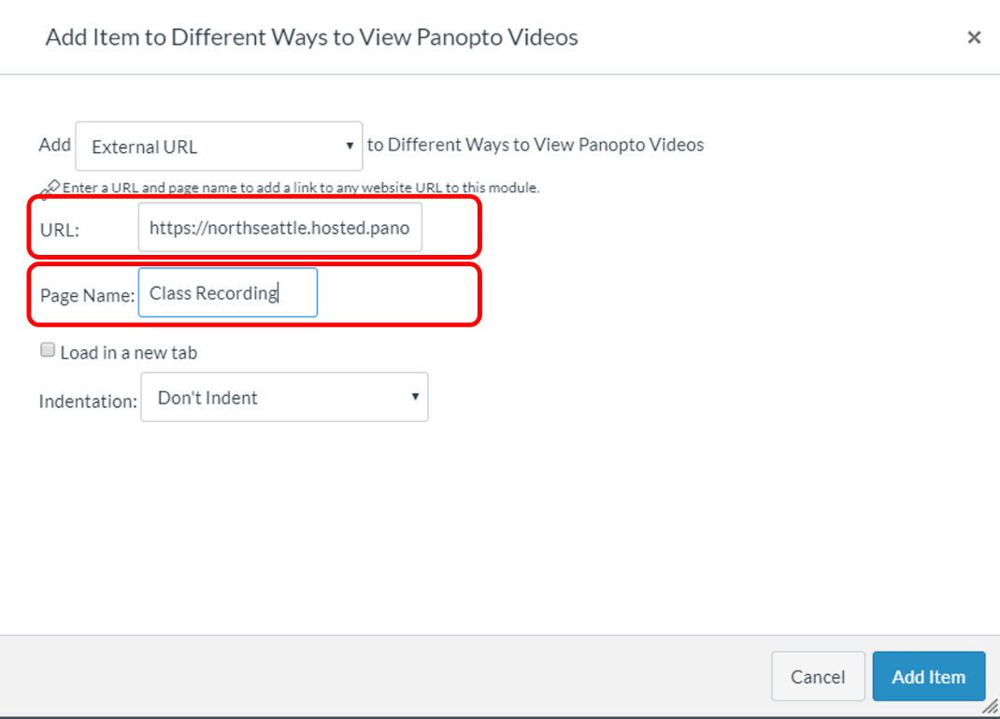 Add Item to Different Ways to View Panopto Videos ×
Add External URL to Different Ways to View Panopto Videos
Enter a URL and page name to add a link to any website URL to this module.
URL: https://northseattle.hosted.pano
Page Name: Class Recording
Load in a new tab
Indentation: Don't Indent
Cancel Add Item